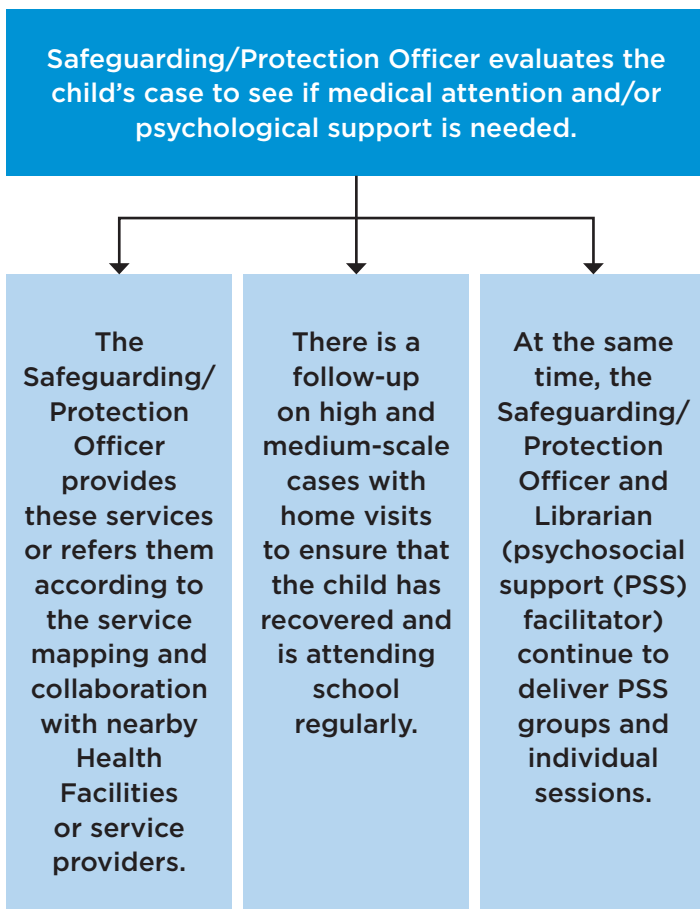 Safeguarding/Protection Officer evaluates the
child’s case to see if medical attention and/or
psychological support is needed.
The
Safeguarding/
Protection
Officer
provides
these services
or refers them
according to
the service
mapping and
collaboration
with nearby
Health
Facilities
or service
providers.
There is a
follow-up
on high and
medium-scale
cases with
home visits
to ensure that
the child has
recovered and
is attending
school
regularly.
At the same
time, the
Safeguarding/
Protection
Officer and
Librarian
(psychosocial
support (PSS)
facilitator)
continue to
deliver PSS
groups and
individual
sessions.